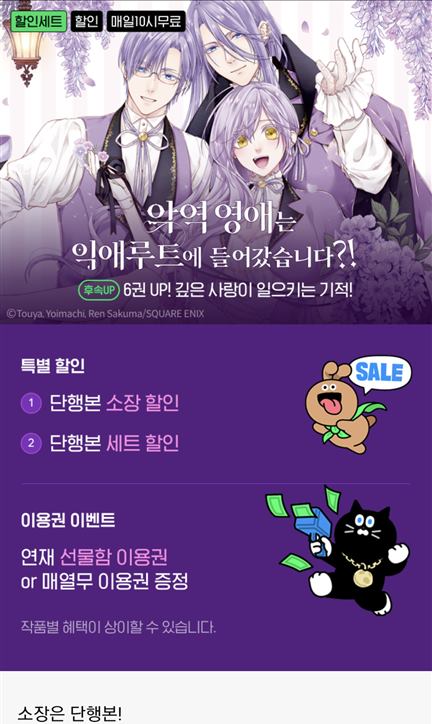 할인세트 할인 매일10시무료
악역 영애는
익애루트에 들어갔습니다?!
후속UP 6권 UP! 깊은 사랑이 일으키는 기적!
©Touya, Yoimachi, Ren Sakuma/SQUARE ENIX
특별 할인
SALE
1 단행본 소장 할인
2 단행본 세트 할인
이용권 이벤트
연재 선물함 이용권
or 매열무 이용권 증정
작품별 혜택이 상이할 수 있습니다.
소장은 단행본!